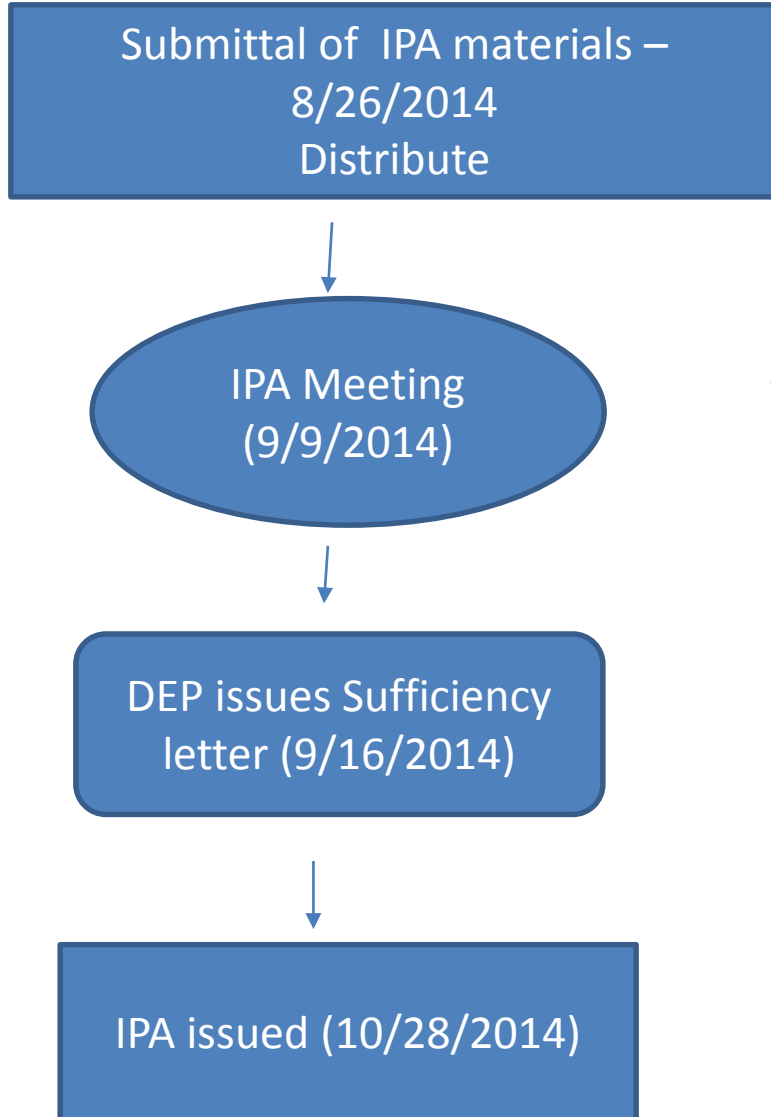 Submittal of  IPA materials –
8/26/2014
Distribute
IPA Meeting
(9/9/2014)
DEP issues Sufficiency
letter (9/16/2014)
IPA issued (10/28/2014)